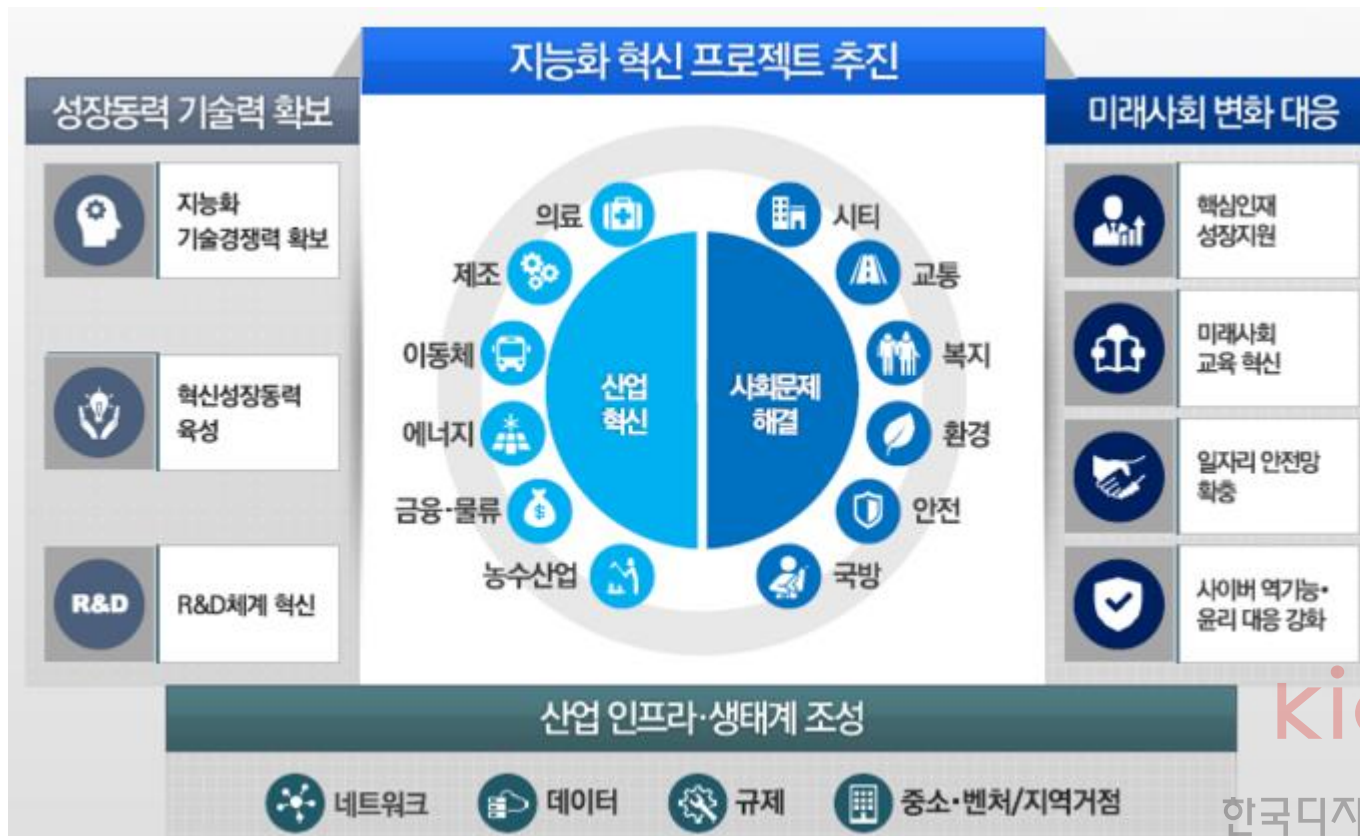 지능화 혁신 프로젝트 추진
성장동력 기술력 확보
지능화
기술경쟁력 확보
혁신성장동력
육성
R&D
R&D체계 혁신
의료
제조
이동체
에너지
금융·물류
농수산업
산업
혁신
사회문제
해결
시티
교통
복지
환경
안전
국방
미래사회 변화 대응
핵심인재
성장지원
미래사회
교육 혁신
일자리 안전망
확충
사이버 역기능·
윤리 대응 강화
산업 인프라·생태계 조성
네트워크
데이터
규제
중소·벤처/지역거점